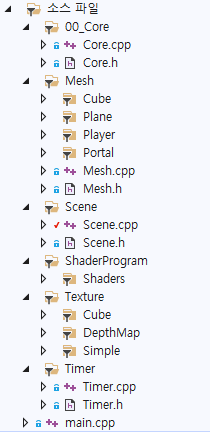 소스 파일
00_Core
Core.cpp
Core.h
Mesh
Cube
Plane
Player
Portal
Mesh.cpp
Mesh.h
Scene
Scene.cpp
Scene.h
ShaderProgram
Shaders
Texture
Cube
DepthMap
Simple
Timer
Timer.cpp
Timer.h
main.cpp